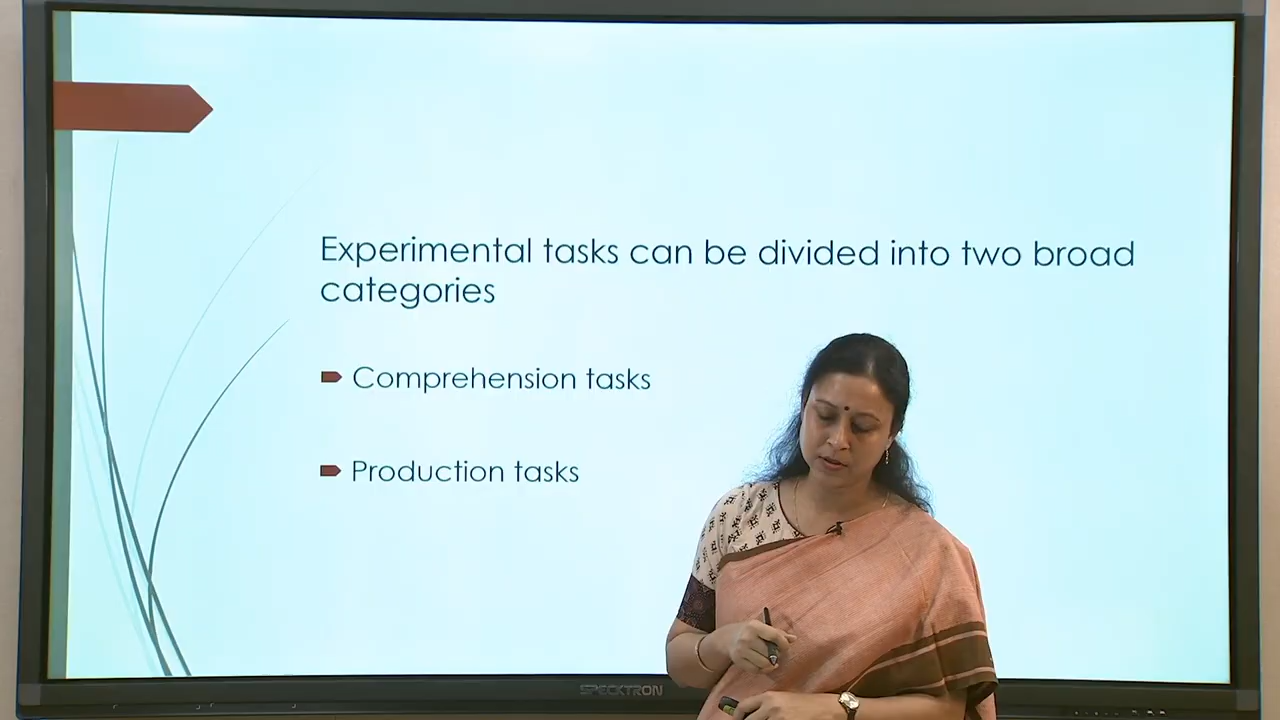 Experimental tasks can be divided into two broad
categories
Comprehension tasks
Production tasks
SPECKTRON